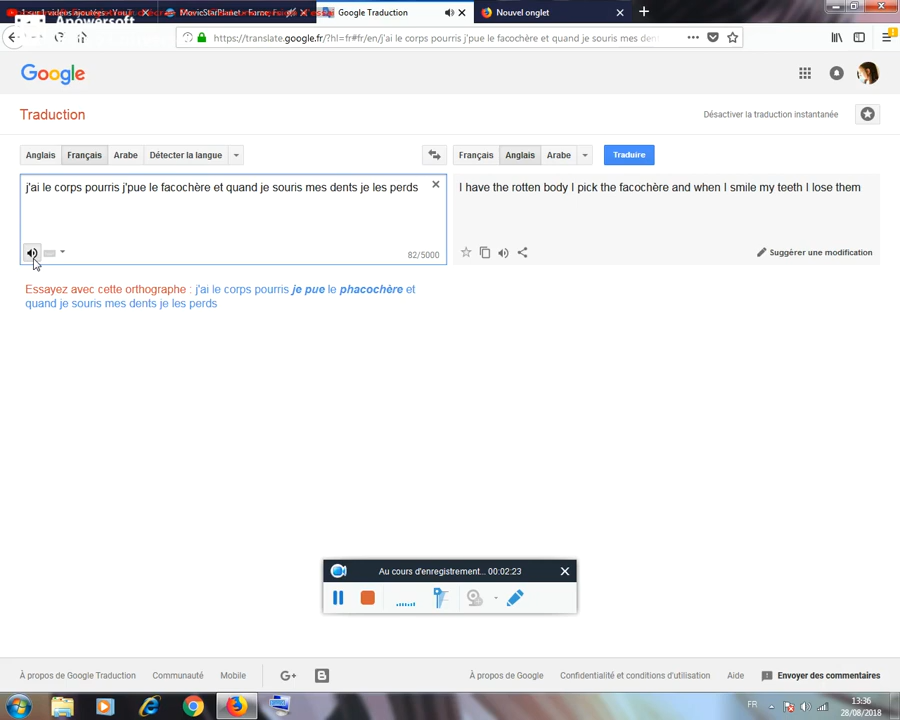 Google Traduction
Nouvel onglet
Apowersoft
https://translate.google.fr/?hl=fr#fr/en/j'ai le corps pourris j'pue le facochère et quand je souris mes den
Google
Traduction
Désactiver la traduction instantanée
Anglais Français Arabe Détecter la langue
Français Anglais Arabe Traduire
j'ai le corps pourris j'pue le facochère et quand je souris mes dents je les perds
I have the rotten body I pick the facochère and when I smile my teeth I lose them
82/5000
Suggérer une modification
Essayez avec cette orthographe : j'ai le corps pourris je pue le phacochère et
quand je souris mes dents je les perds
Au cours d'enregistrement... 00:02:23
À propos de Google Traduction Communauté Mobile G+ À propos de Google Confidentialité et conditions d'utilisation Aide Envoyer des commentaires
FR
13:36
28/08/2018